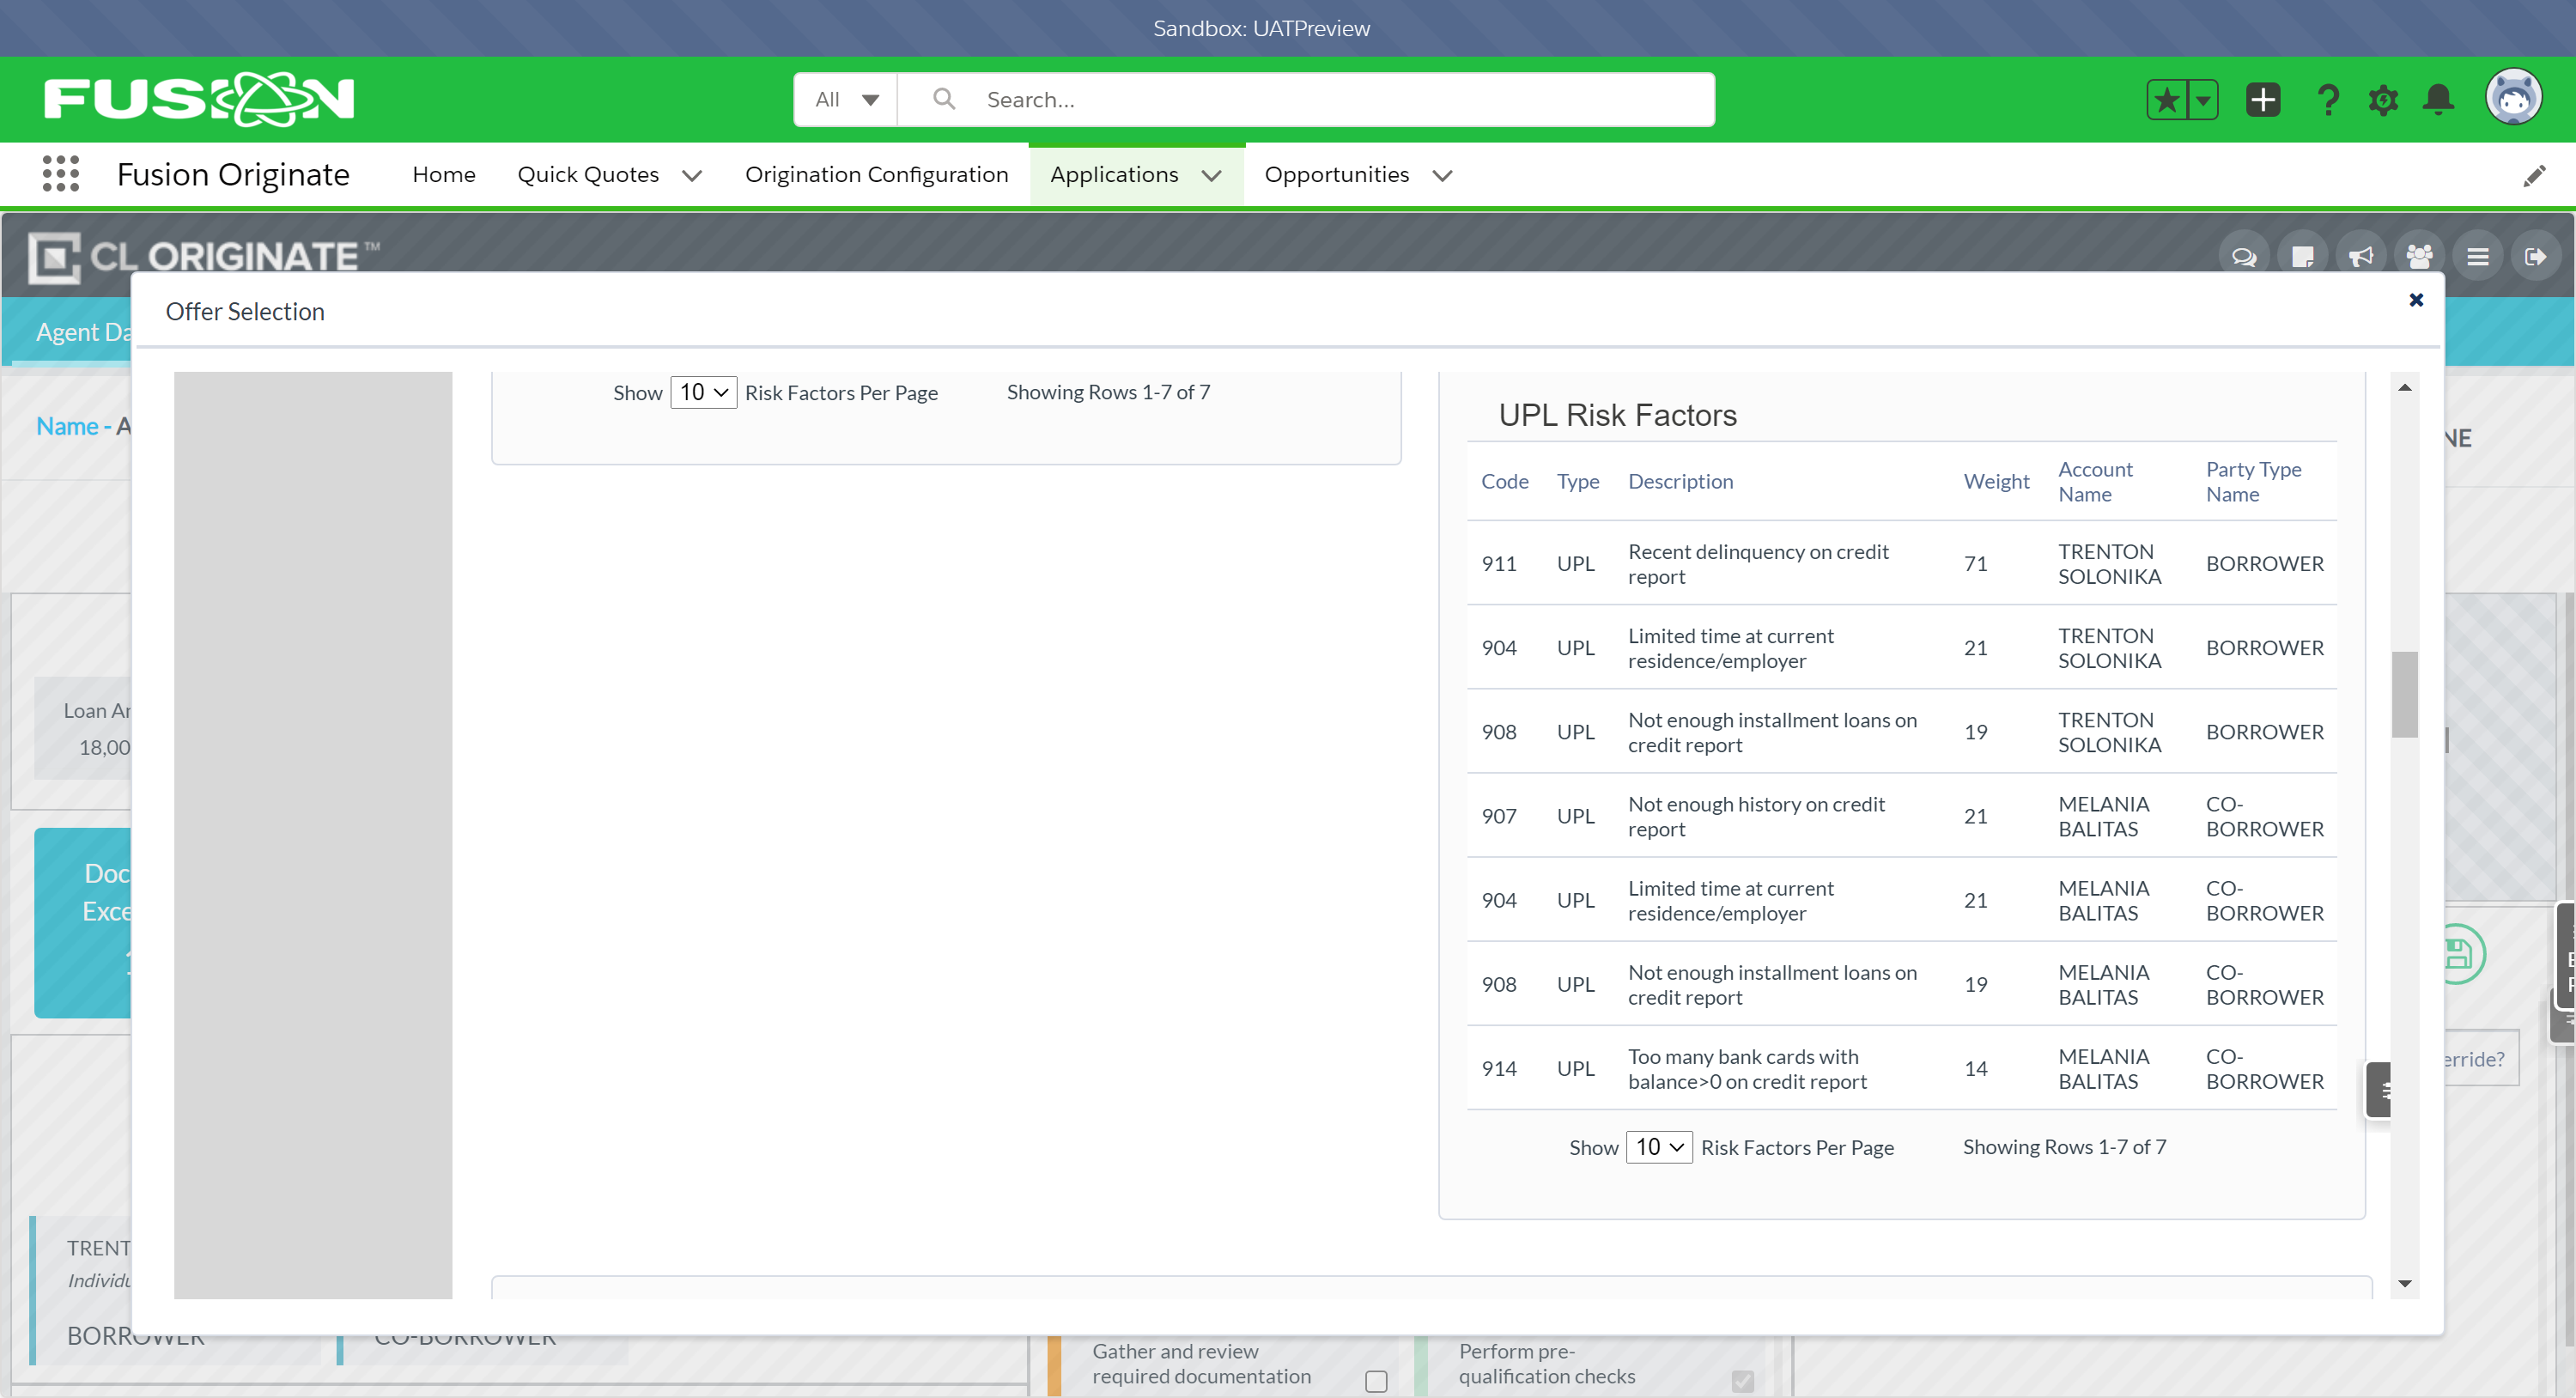 Sandbox: UATPreview
FUSION
All
Search...
Fusion Originate
Home
Quick Quotes
Origination Configuration
Applications
Opportunities
CL ORIGINATE™
Offer Selection
Agent Da
Name - A
NE
Show 10 Risk Factors Per Page
Showing Rows 1-7 of 7
UPL Risk Factors
Code Type Description Weight Account Name Party Type Name
911 UPL Recent delinquency on credit report 71 TRENTON SOLONIKA BORROWER
904 UPL Limited time at current residence/employer 21 TRENTON SOLONIKA BORROWER
908 UPL Not enough installment loans on credit report 19 TRENTON SOLONIKA BORROWER
907 UPL Not enough history on credit report 21 MELANIA BALITAS CO-BORROWER
904 UPL Limited time at current residence/employer 21 MELANIA BALITAS CO-BORROWER
908 UPL Not enough installment loans on credit report 19 MELANIA BALITAS CO-BORROWER
914 UPL Too many bank cards with balance>0 on credit report 14 MELANIA BALITAS CO-BORROWER
Show 10 Risk Factors Per Page
Showing Rows 1-7 of 7
Loan Ar
18,00
Doc
Exce
erride?
TRENT
Individu
BORROWER
CO-BORROWER
Gather and review
required documentation
Perform pre-
qualification checks